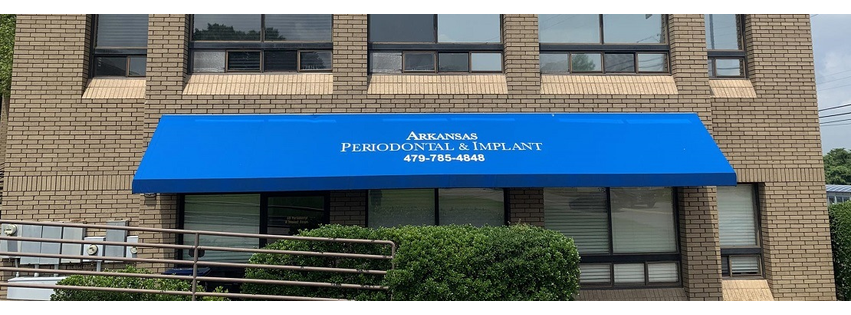 ARKANSAS
PERIODONTAL & IMPLANT
479-785-4848